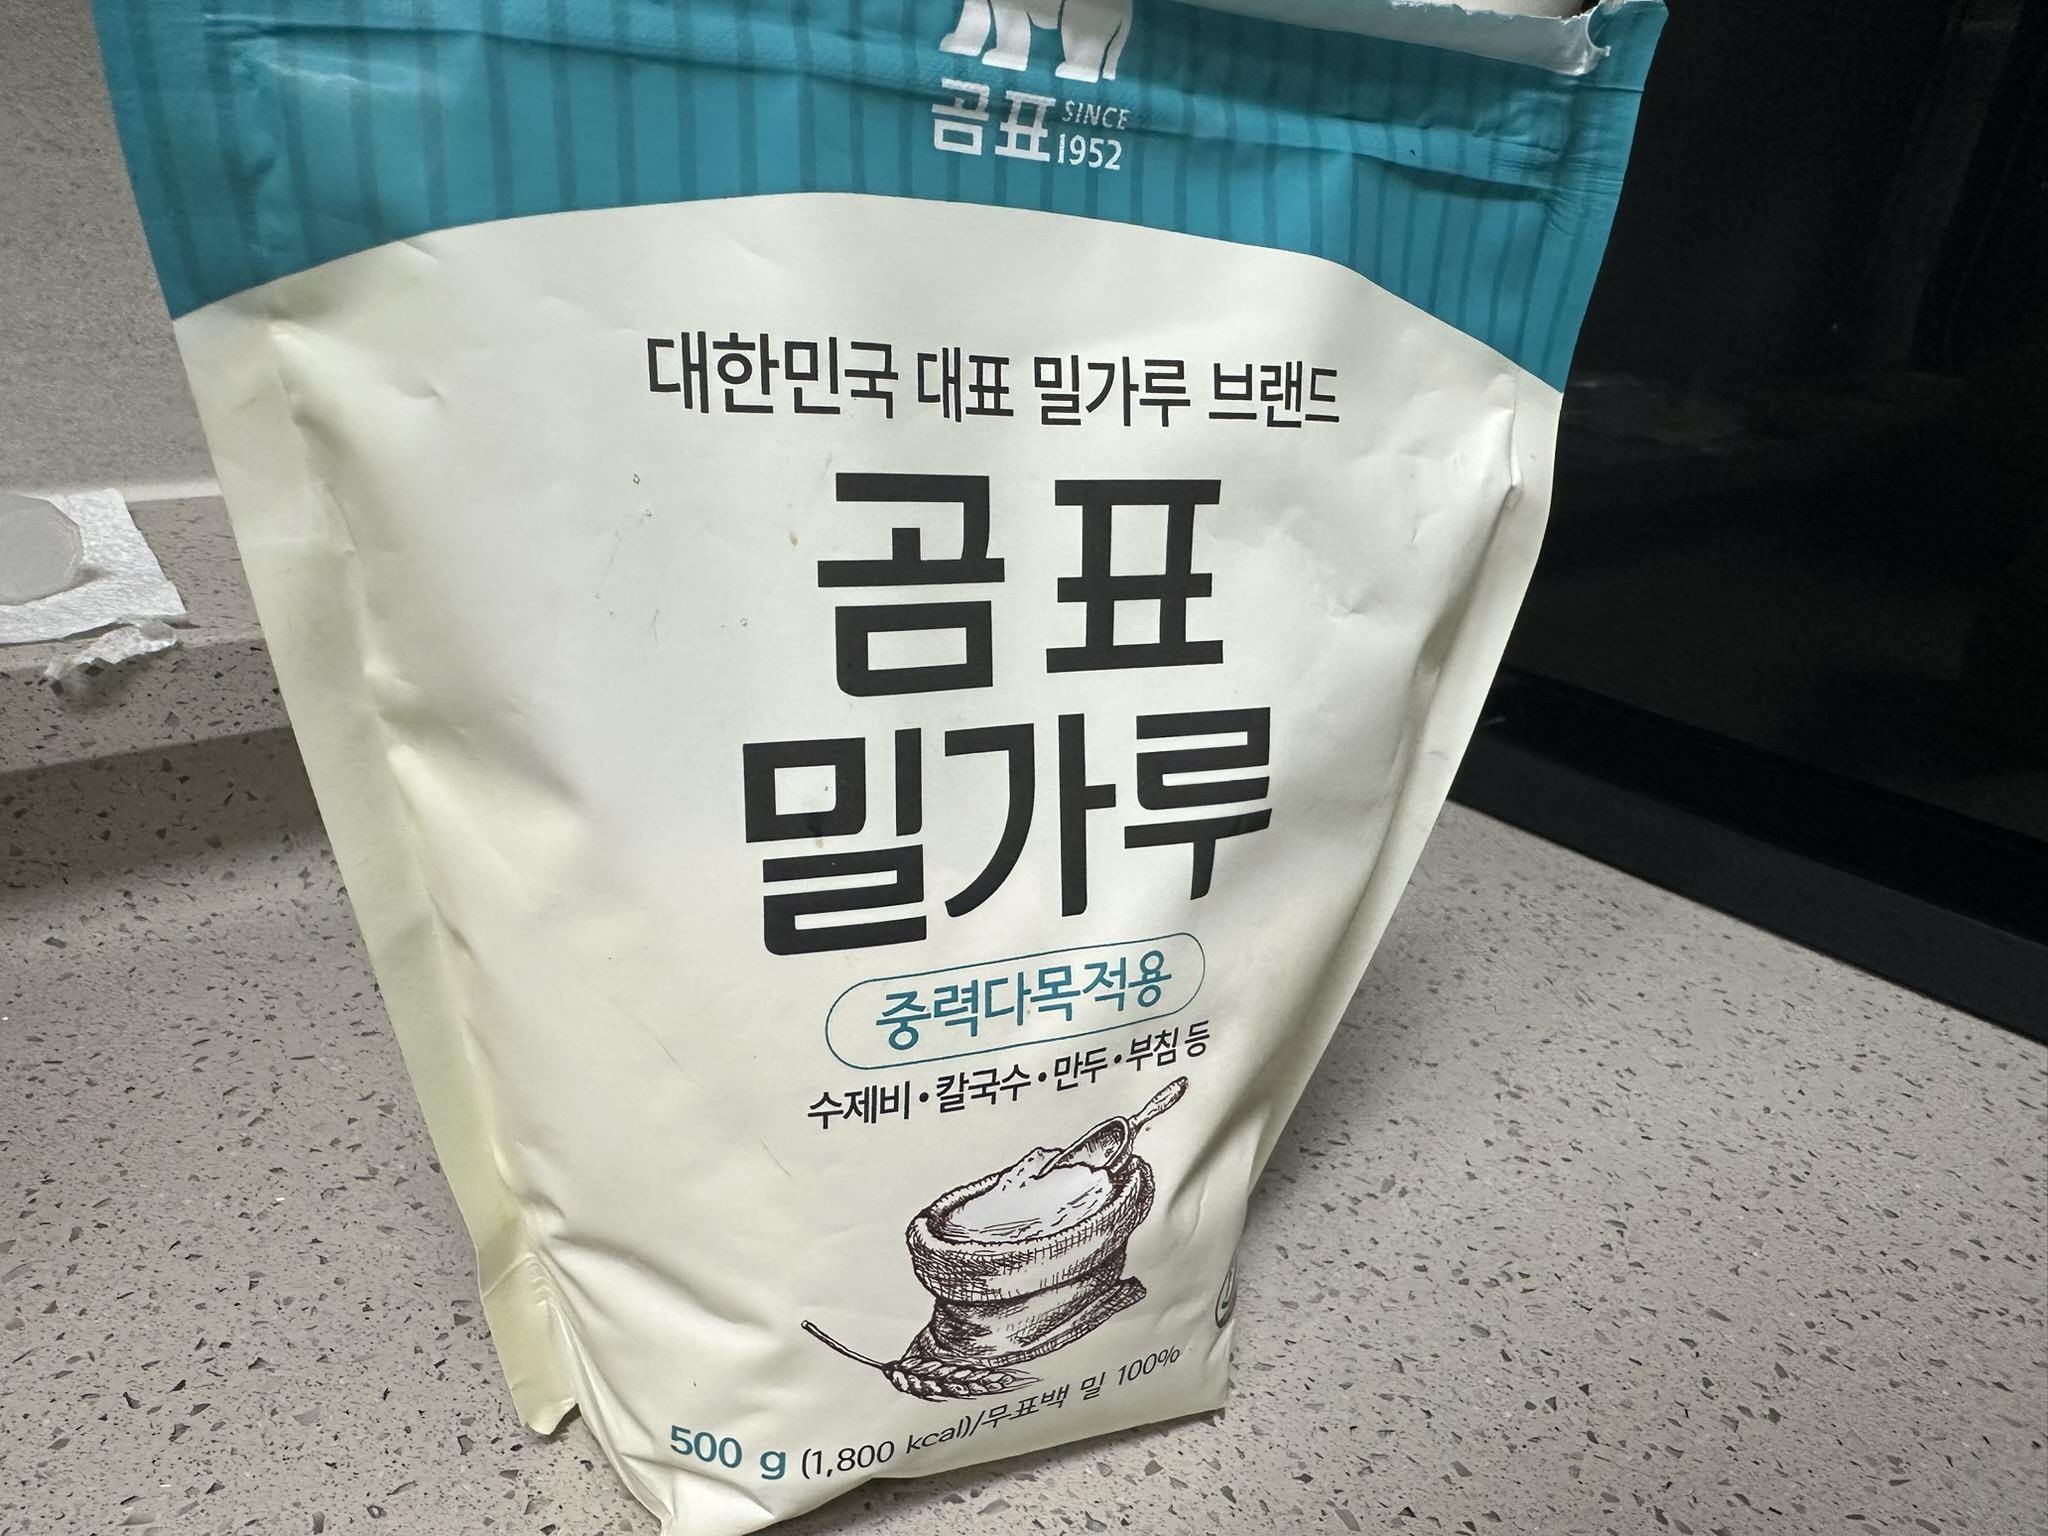 곰표 SINCE 1952
대한민국 대표 밀가루 브랜드
곰표
밀가루
중력다목적용
수제비•칼국수•만두•부침 등
500 g (1,800 kcal)/무표백 밀 100%